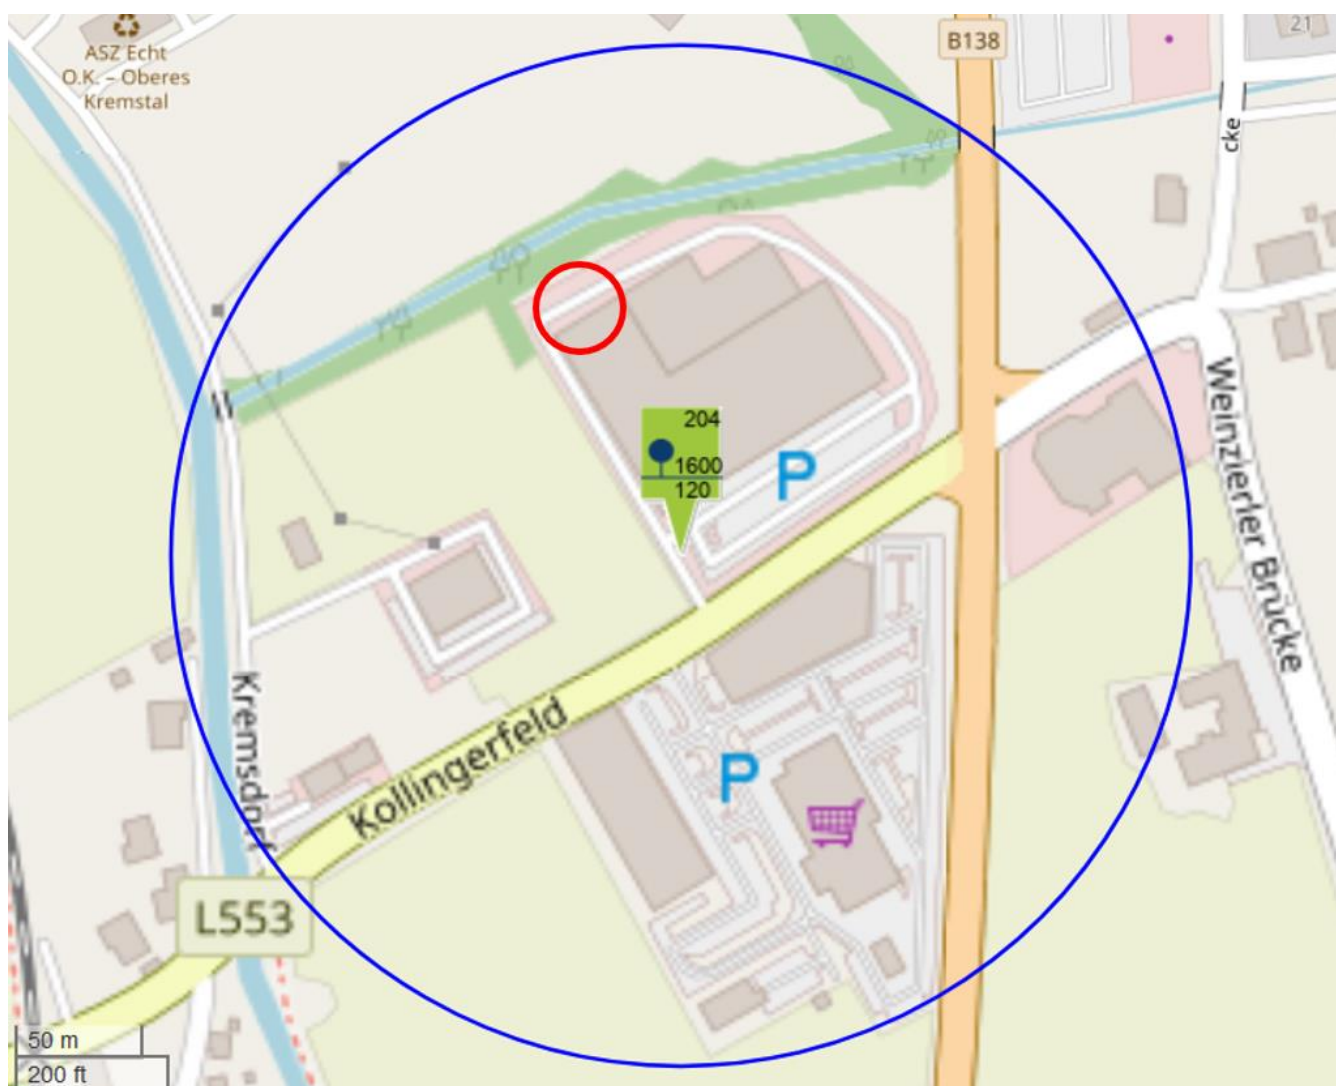 ASZ Echt
O.K. – Oberes
Kremstal
B138
21
cke
204
1600
120
P
Weinzierler Brücke
Kremsdorf
Kollingerfeld
P
L553
50 m
200 ft